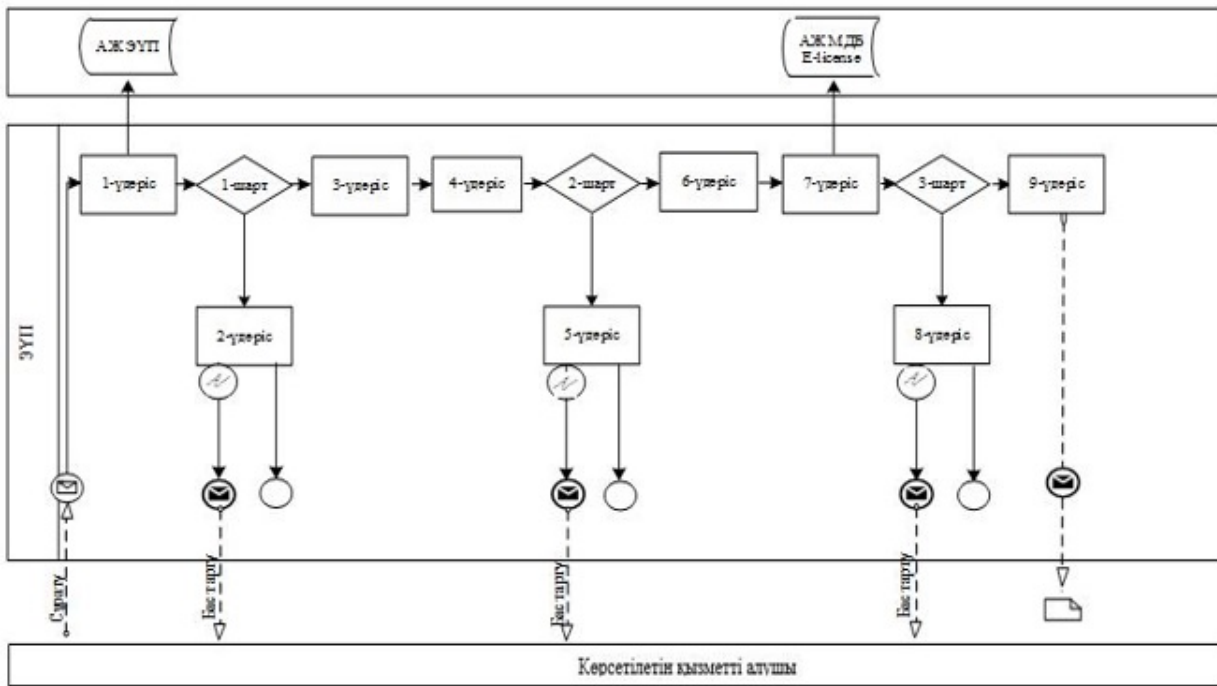 АЖ ЭҮП
АЖ МДБ
E-license
1-үдеріс
1-шарт
3-үдеріс
4-үдеріс
2-шарт
6-үдеріс
7-үдеріс
3-шарт
9-үдеріс
2-үдеріс
5-үдеріс
8-үдеріс
ЭҮП
Сұрату
Бас тарту
Бас тарту
Бас тарту
Көрсетілетін қызметті алушы